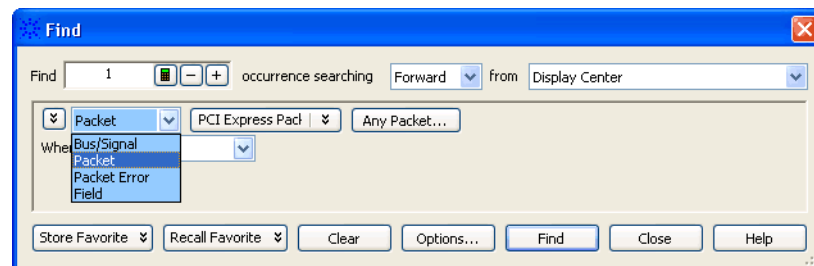 Find
Find 1 − + occurrence searching Forward from Display Center
Packet PCI Express Pack Any Packet...
Whe
Bus/Signal
Packet
Packet Error
Field
Store Favorite Recall Favorite Clear Options... Find Close Help